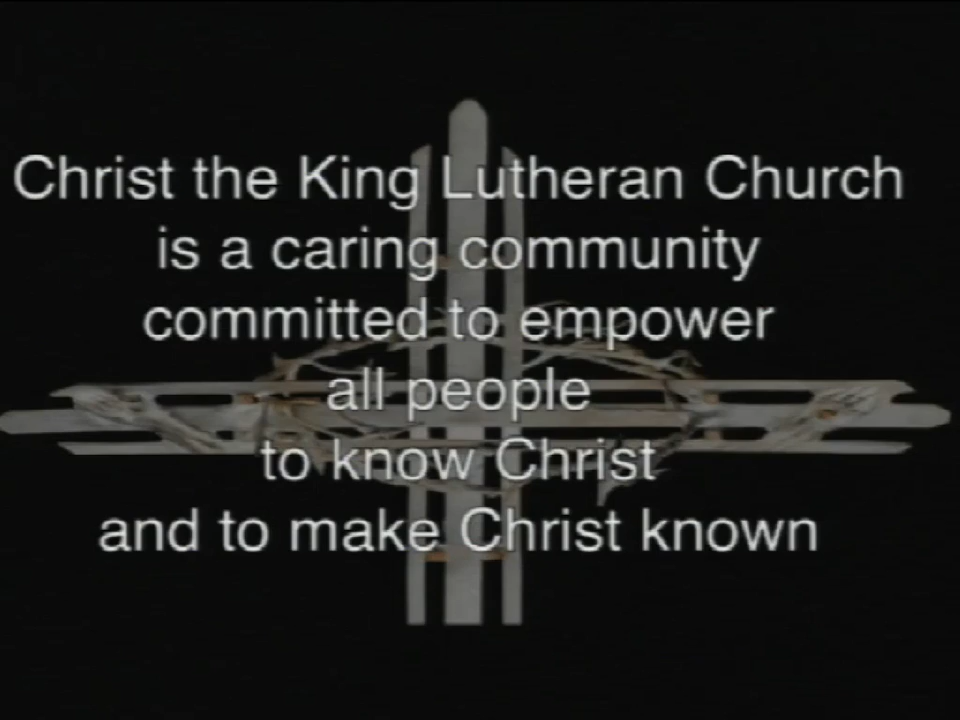 Christ the King Lutheran Church
is a caring community
committed to empower
all people
to know Christ
and to make Christ known